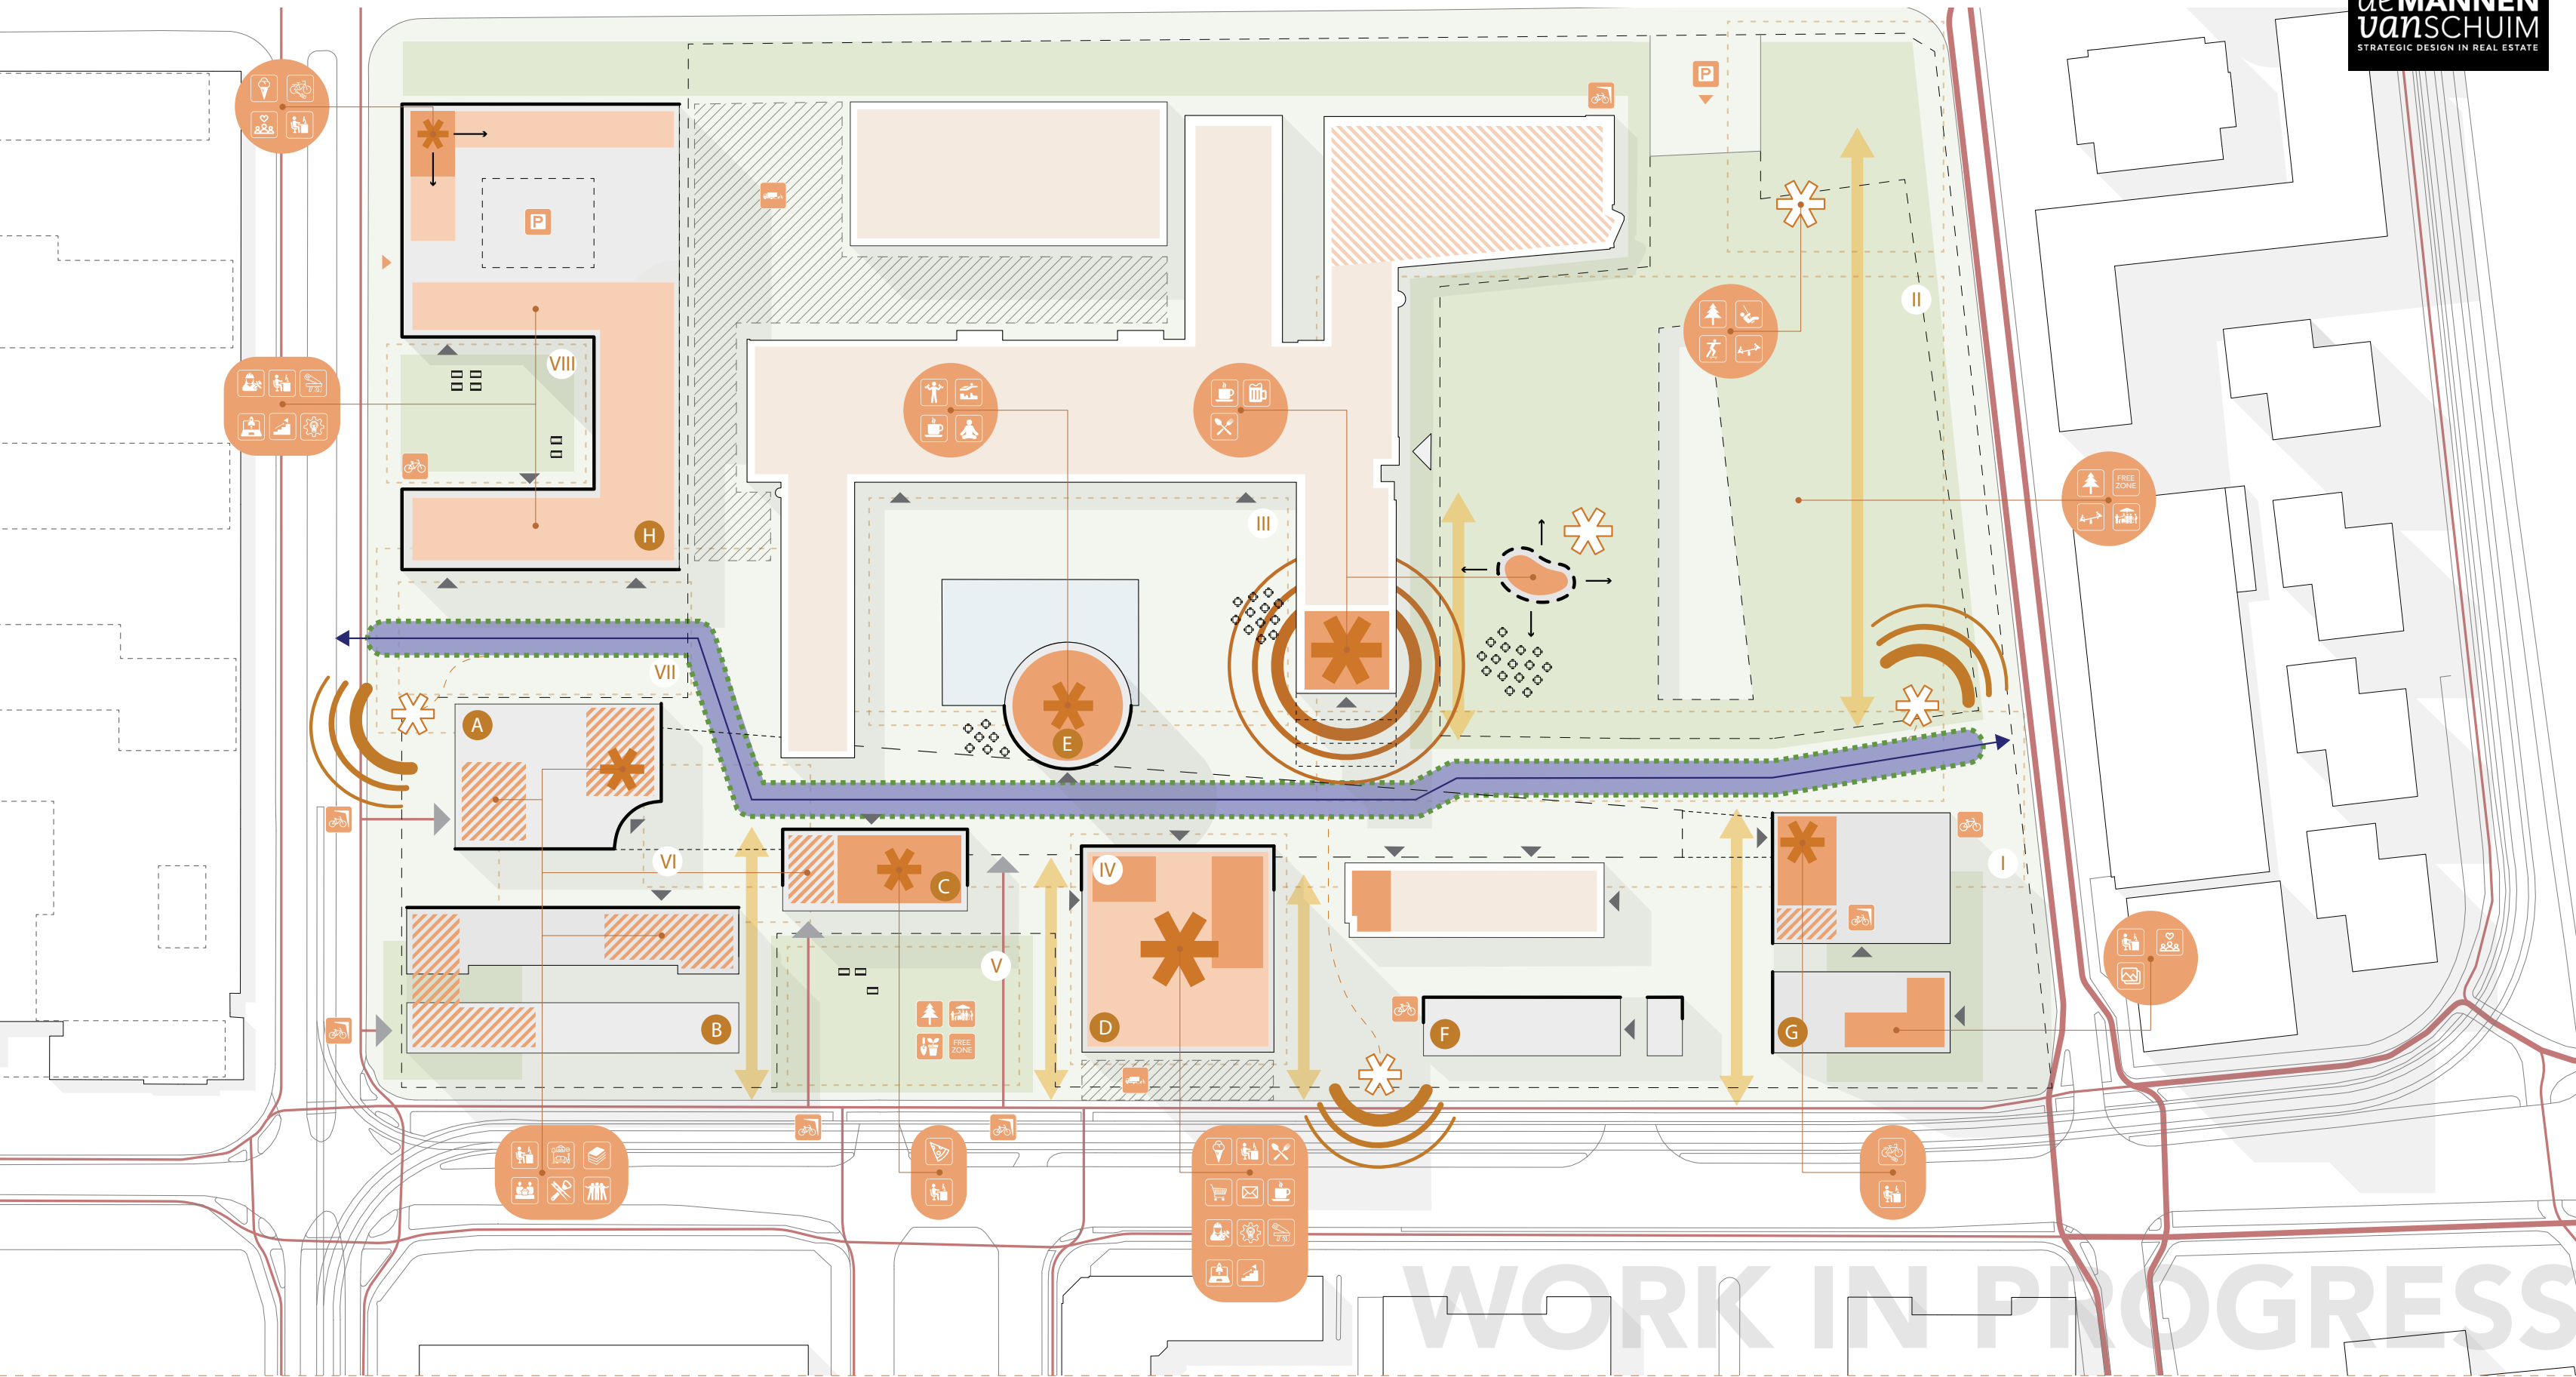 deMANNEN
vanSCHUIM
STRATEGIC DESIGN IN REAL ESTATE
P
P
II
VIII
FREE
ZONE
III
H
VII
A
E
VI
IV
C
I
V
D
B
F
G
FREE
ZONE
WORK IN PROGRESS